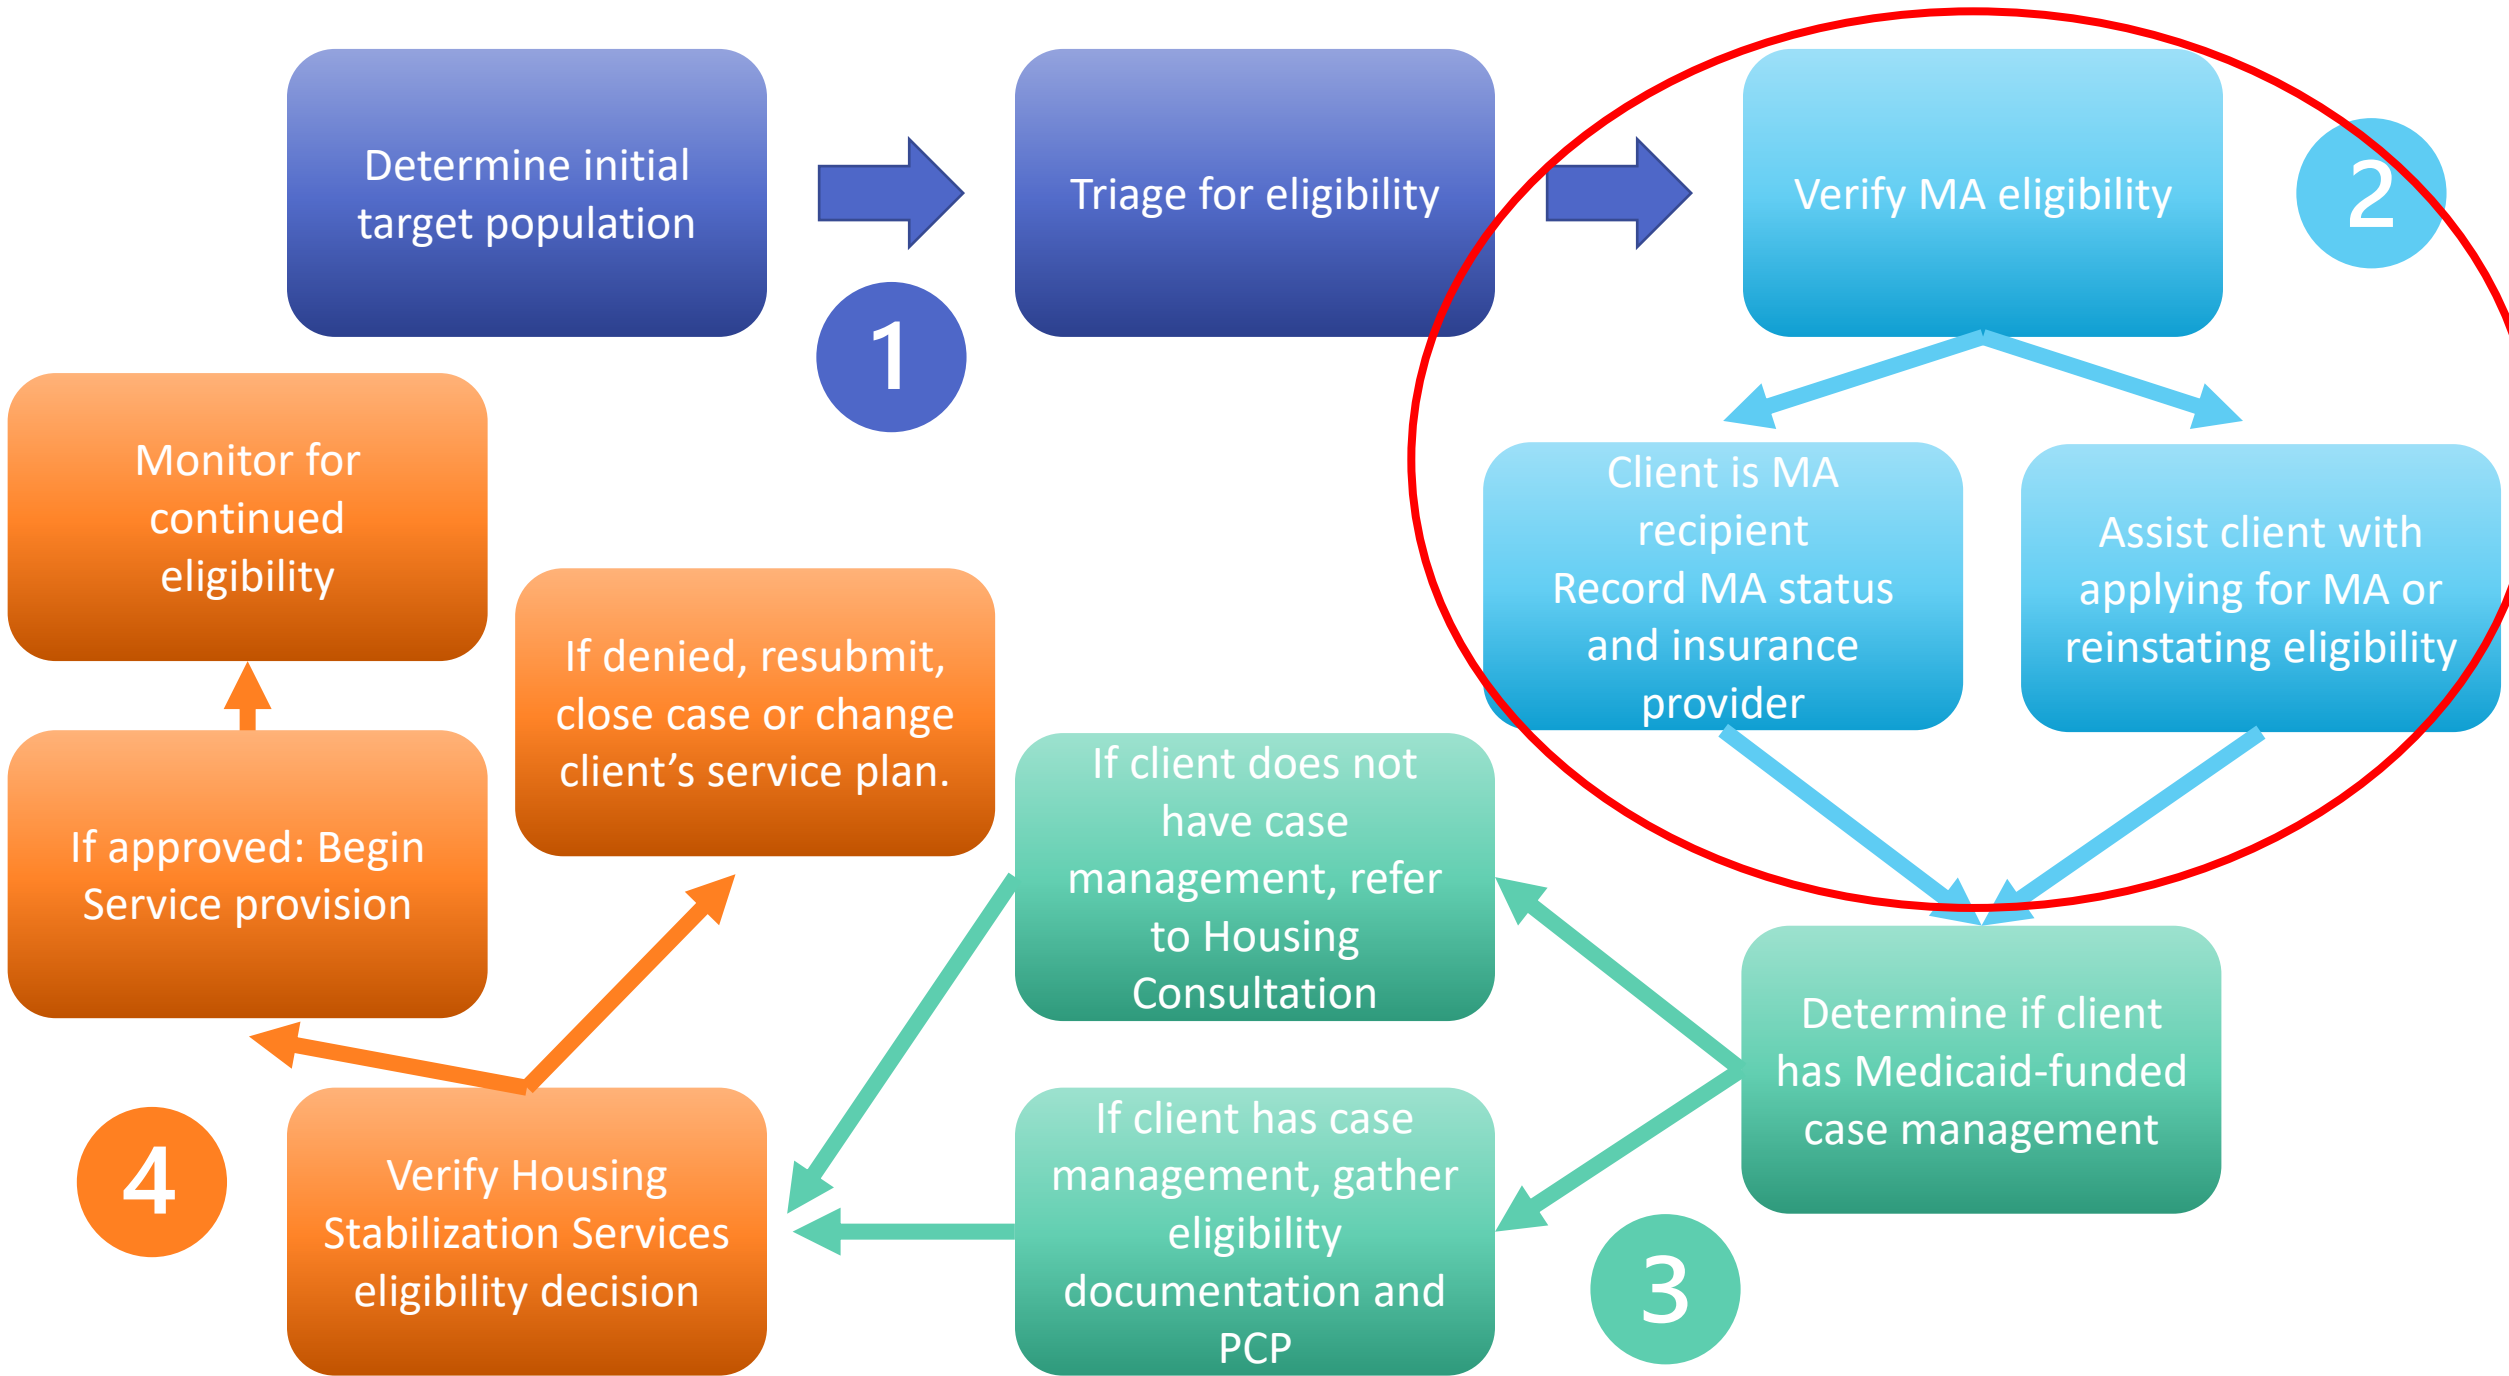 Determine initial
target population
1
Triage for eligibility
Verify MA eligibility
2
Client is MA
recipient
Record MA status
and insurance
provider
Assist client with
applying for MA or
reinstating eligibility
Determine if client
has Medicaid-funded
case management
3
If client does not
have case
management, refer
to Housing
Consultation
If client has case
management, gather
eligibility
documentation and
PCP
Verify Housing
Stabilization Services
eligibility decision
4
If denied, resubmit,
close case or change
client’s service plan.
If approved: Begin
Service provision
Monitor for
continued
eligibility